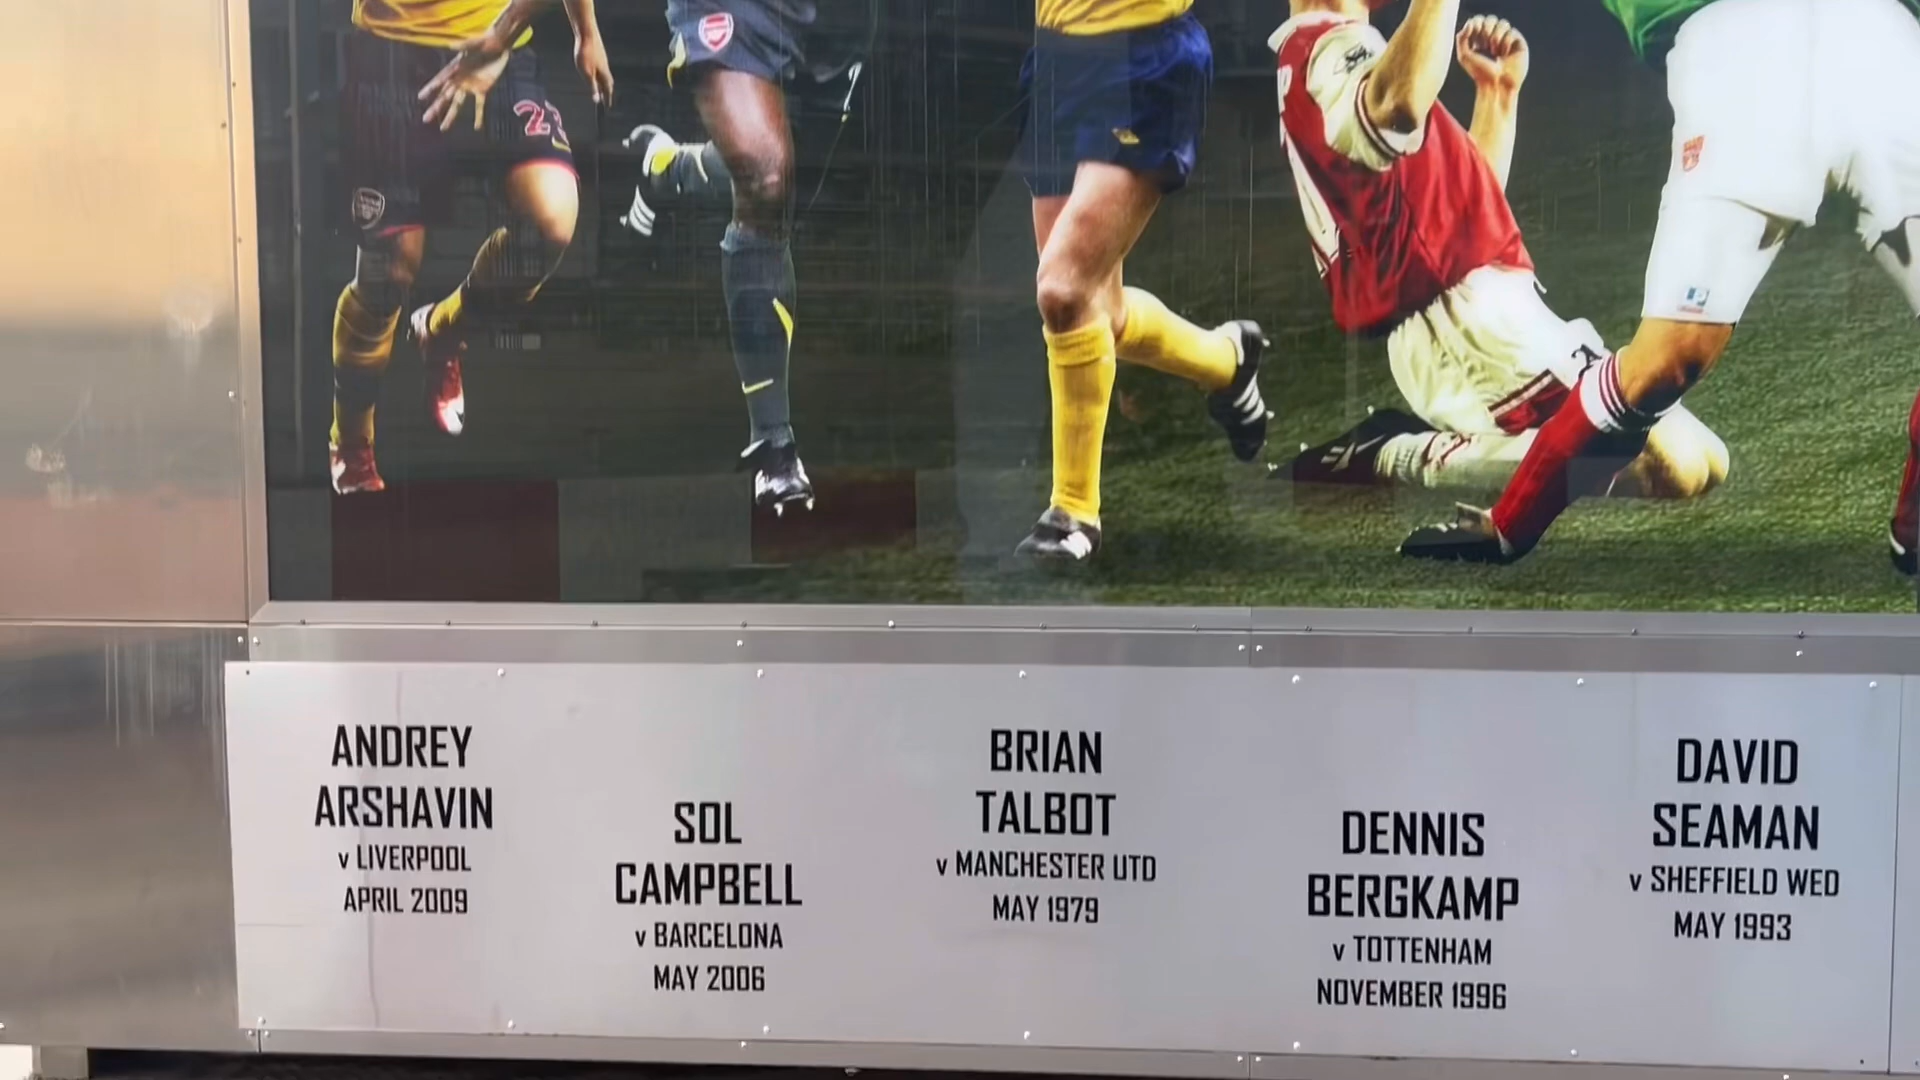 23
ANDREY
ARSHAVIN
v LIVERPOOL
APRIL 2009
SOL
CAMPBELL
v BARCELONA
MAY 2006
BRIAN
TALBOT
v MANCHESTER UTD
MAY 1979
DENNIS
BERGKAMP
v TOTTENHAM
NOVEMBER 1996
DAVID
SEAMAN
v SHEFFIELD WED
MAY 1993